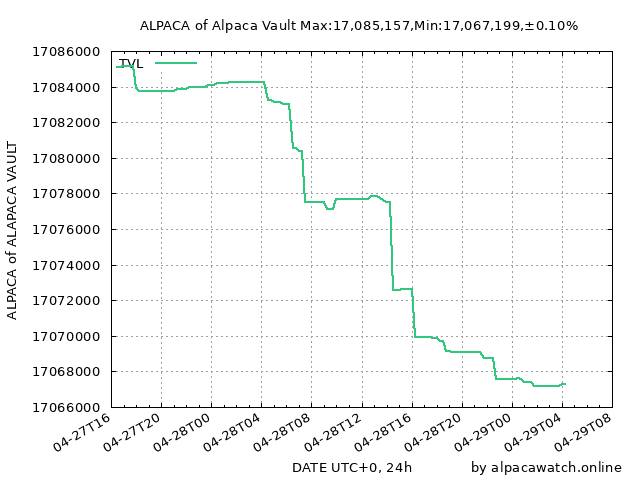 ALPACA of Alpaca Vault Max:17,085,157,Min:17,067,199,±0.10%
TVL
17086000
17084000
17082000
17080000
17078000
17076000
17074000
17072000
17070000
17068000
17066000
ALPACA of ALAPACA VAULT
04-27T16
04-27T20
04-28T00
04-28T04
04-28T08
04-28T12
04-28T16
04-28T20
04-29T00
04-29T04
04-29T08
DATE UTC+0, 24h
by alpacawatch.online